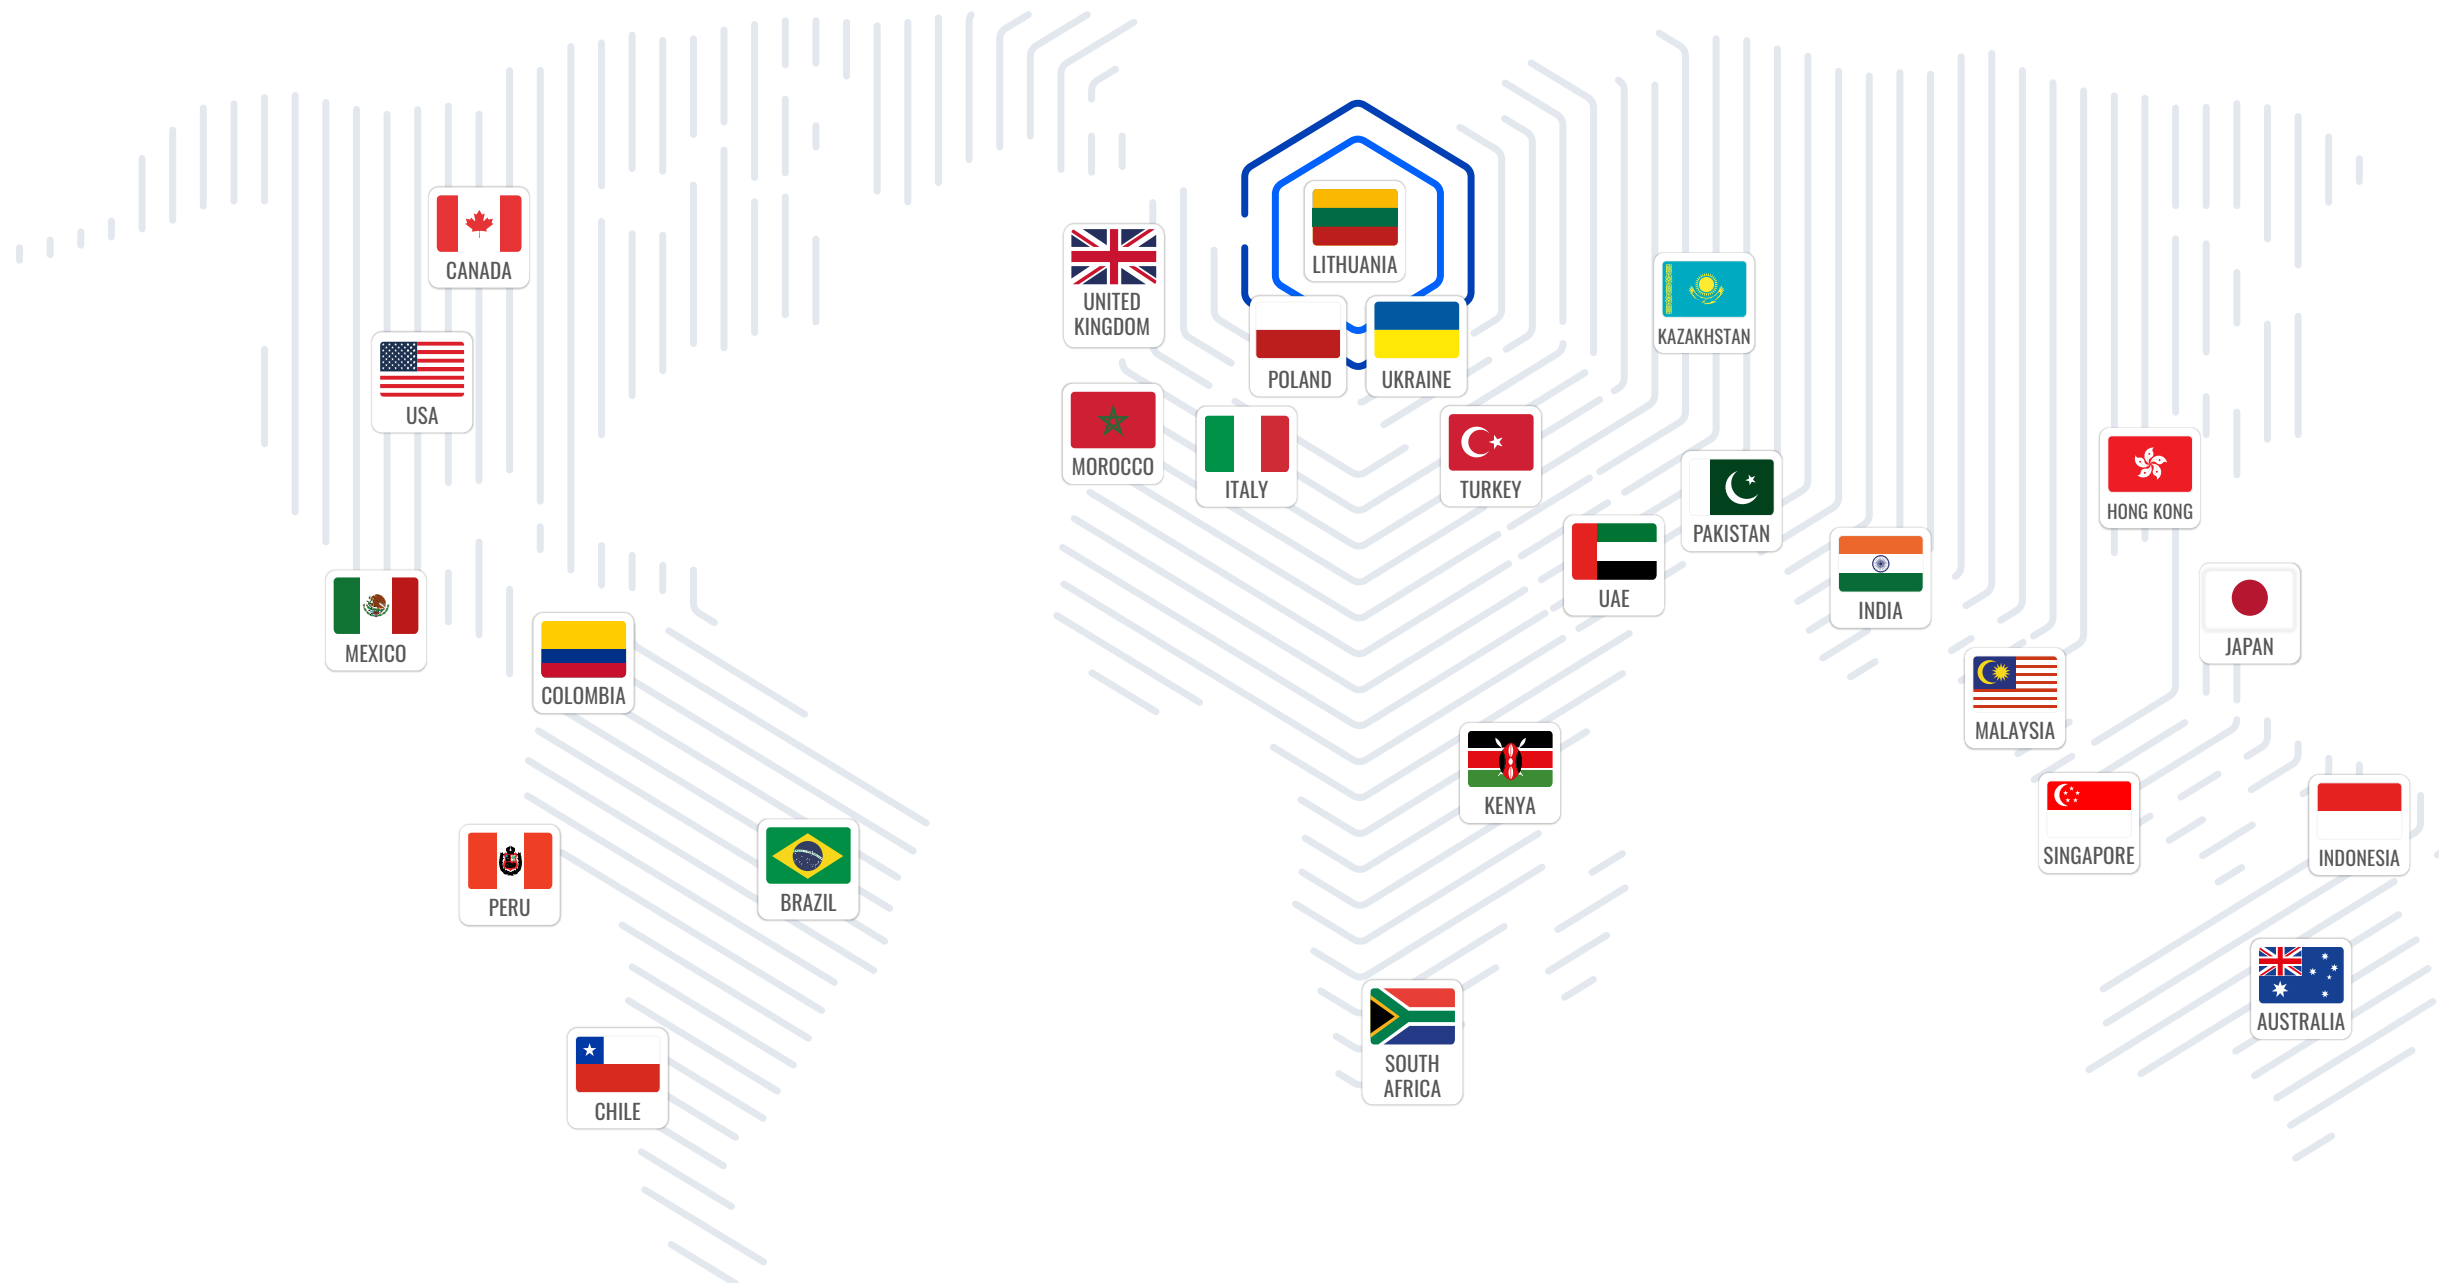 CANADA
LITHUANIA
UNITED
KINGDOM
KAZAKHSTAN
POLAND
UKRAINE
USA
MOROCCO
ITALY
TURKEY
HONG KONG
PAKISTAN
UAE
INDIA
JAPAN
MEXICO
COLOMBIA
MALAYSIA
KENYA
SINGAPORE
INDONESIA
PERU
BRAZIL
AUSTRALIA
SOUTH
AFRICA
CHILE